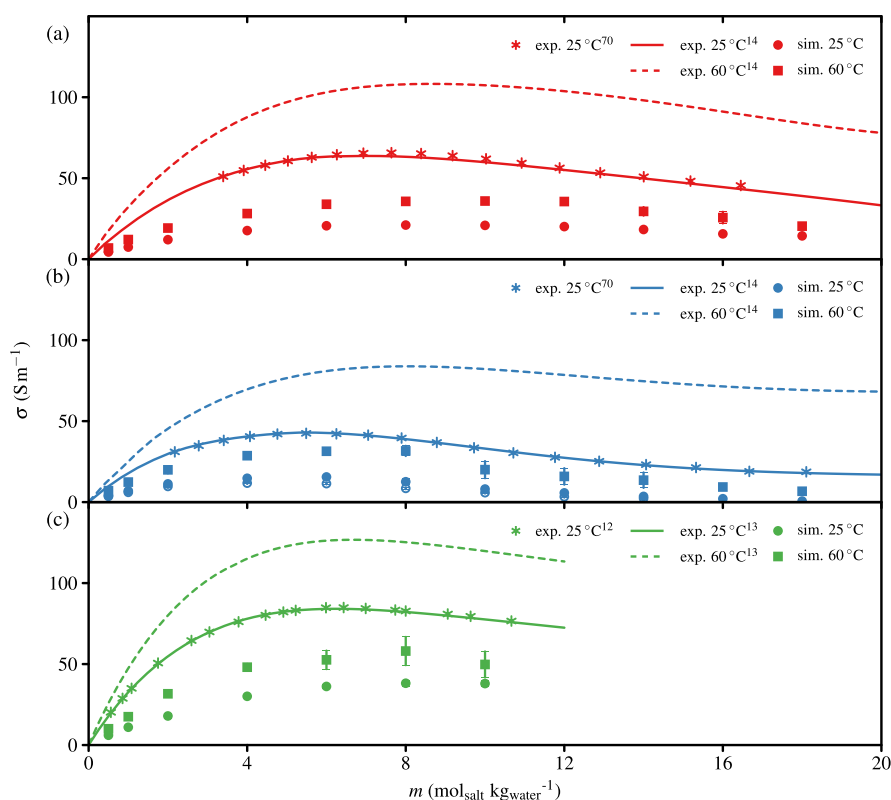 (a)
exp. 25 °C⁷⁰ exp. 25 °C¹⁴ sim. 25 °C
exp. 60 °C¹⁴ sim. 60 °C
100
50
0
(b)
exp. 25 °C⁷⁰ exp. 25 °C¹⁴ sim. 25 °C
exp. 60 °C¹⁴ sim. 60 °C
100
50
0
σ (S m⁻¹)
(c)
exp. 25 °C¹² exp. 25 °C¹³ sim. 25 °C
exp. 60 °C¹³ sim. 60 °C
100
50
0
0 4 8 12 16 20
m (mol_salt kg_water⁻¹)